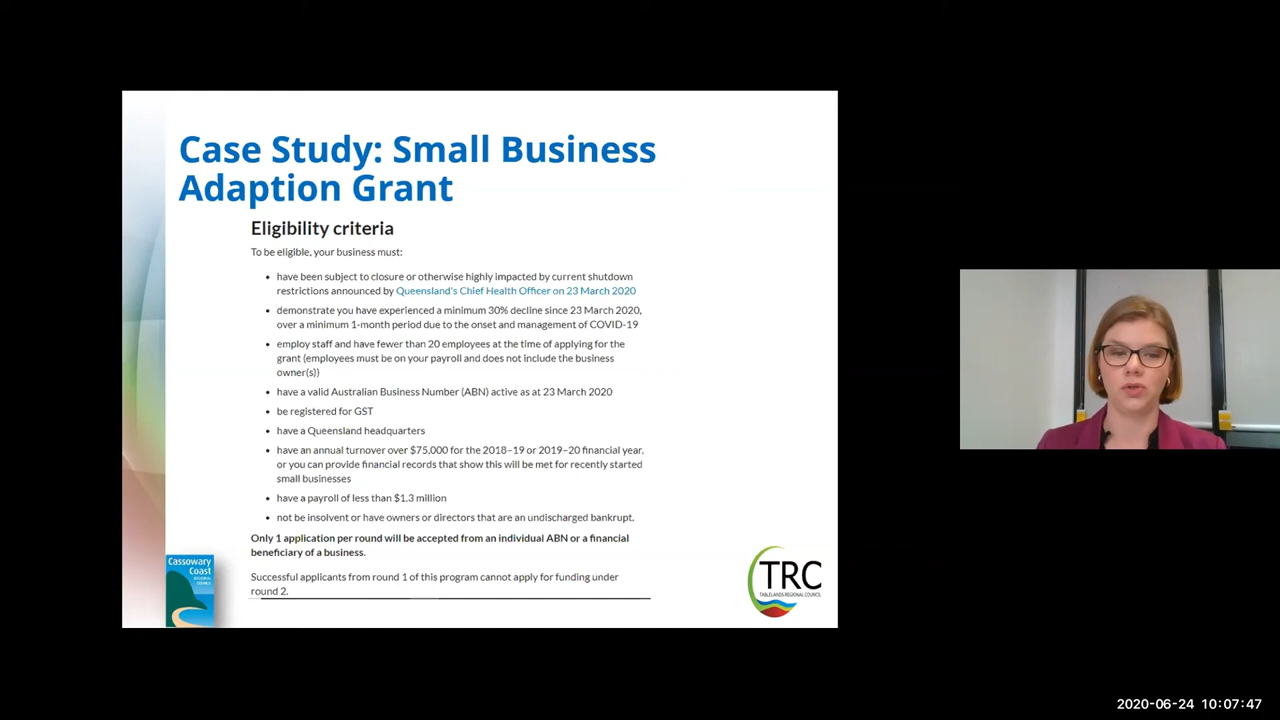 Case Study: Small Business
Adaption Grant
Eligibility criteria
To be eligible, your business must:
• have been subject to closure or otherwise highly impacted by current shutdown
restrictions announced by Queensland's Chief Health Officer on 23 March 2020
• demonstrate you have experienced a minimum 30% decline since 23 March 2020,
over a minimum 1-month period due to the onset and management of COVID-19
• employ staff and have fewer than 20 employees at the time of applying for the
grant (employees must be on your payroll and does not include the business
owner(s))
• have a valid Australian Business Number (ABN) active as at 23 March 2020
• be registered for GST
• have a Queensland headquarters
• have an annual turnover over $75,000 for the 2018–19 or 2019–20 financial year,
or you can provide financial records that show this will be met for recently started
small businesses
• have a payroll of less than $1.3 million
• not be insolvent or have owners or directors that are an undischarged bankrupt.
Only 1 application per round will be accepted from an individual ABN or a financial
beneficiary of a business.
Successful applicants from round 1 of this program cannot apply for funding under
round 2.
Cassowary
Coast
REGIONAL COUNCIL
TRC
TABLELANDS REGIONAL COUNCIL
2020-06-24 10:07:47